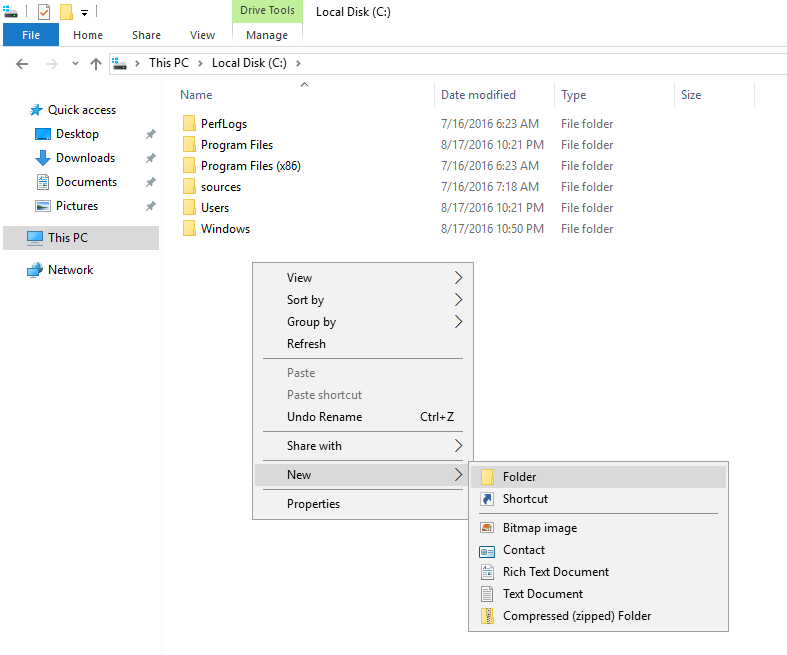 Drive Tools
Local Disk (C:)
File Home Share View Manage
This PC Local Disk (C:)
Name Date modified Type Size
Quick access
Desktop
Downloads
Documents
Pictures
This PC
Network
PerfLogs 7/16/2016 6:23 AM File folder
Program Files 8/17/2016 10:21 PM File folder
Program Files (x86) 7/16/2016 6:23 AM File folder
sources 7/16/2016 7:18 AM File folder
Users 8/17/2016 10:21 PM File folder
Windows 8/17/2016 10:50 PM File folder
View
Sort by
Group by
Refresh
Paste
Paste shortcut
Undo Rename Ctrl+Z
Share with
New
Properties
Folder
Shortcut
Bitmap image
Contact
Rich Text Document
Text Document
Compressed (zipped) Folder